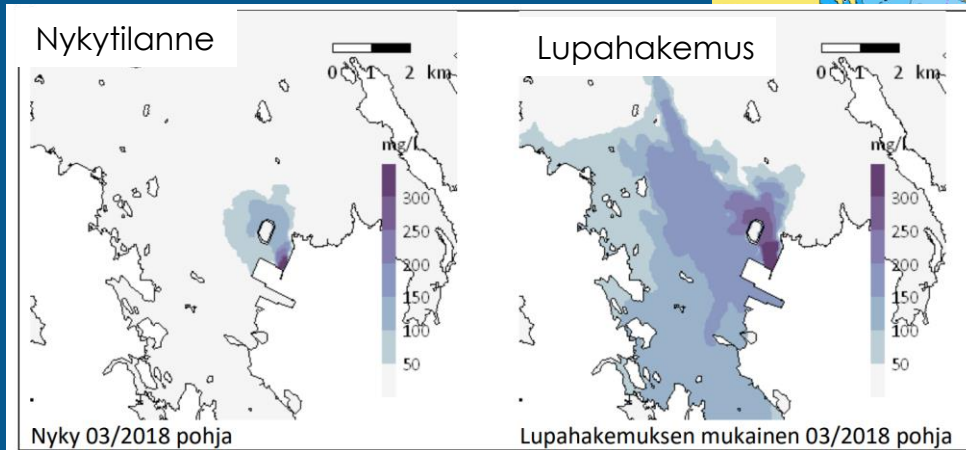 Nykytilanne
0 1 2 km
mg/l
300
250
200
150
100
50
Nyky 03/2018 pohja
Lupahakemus
0 1 2 km
mg/l
300
250
200
150
100
50
Lupahakemuksen mukainen 03/2018 pohja